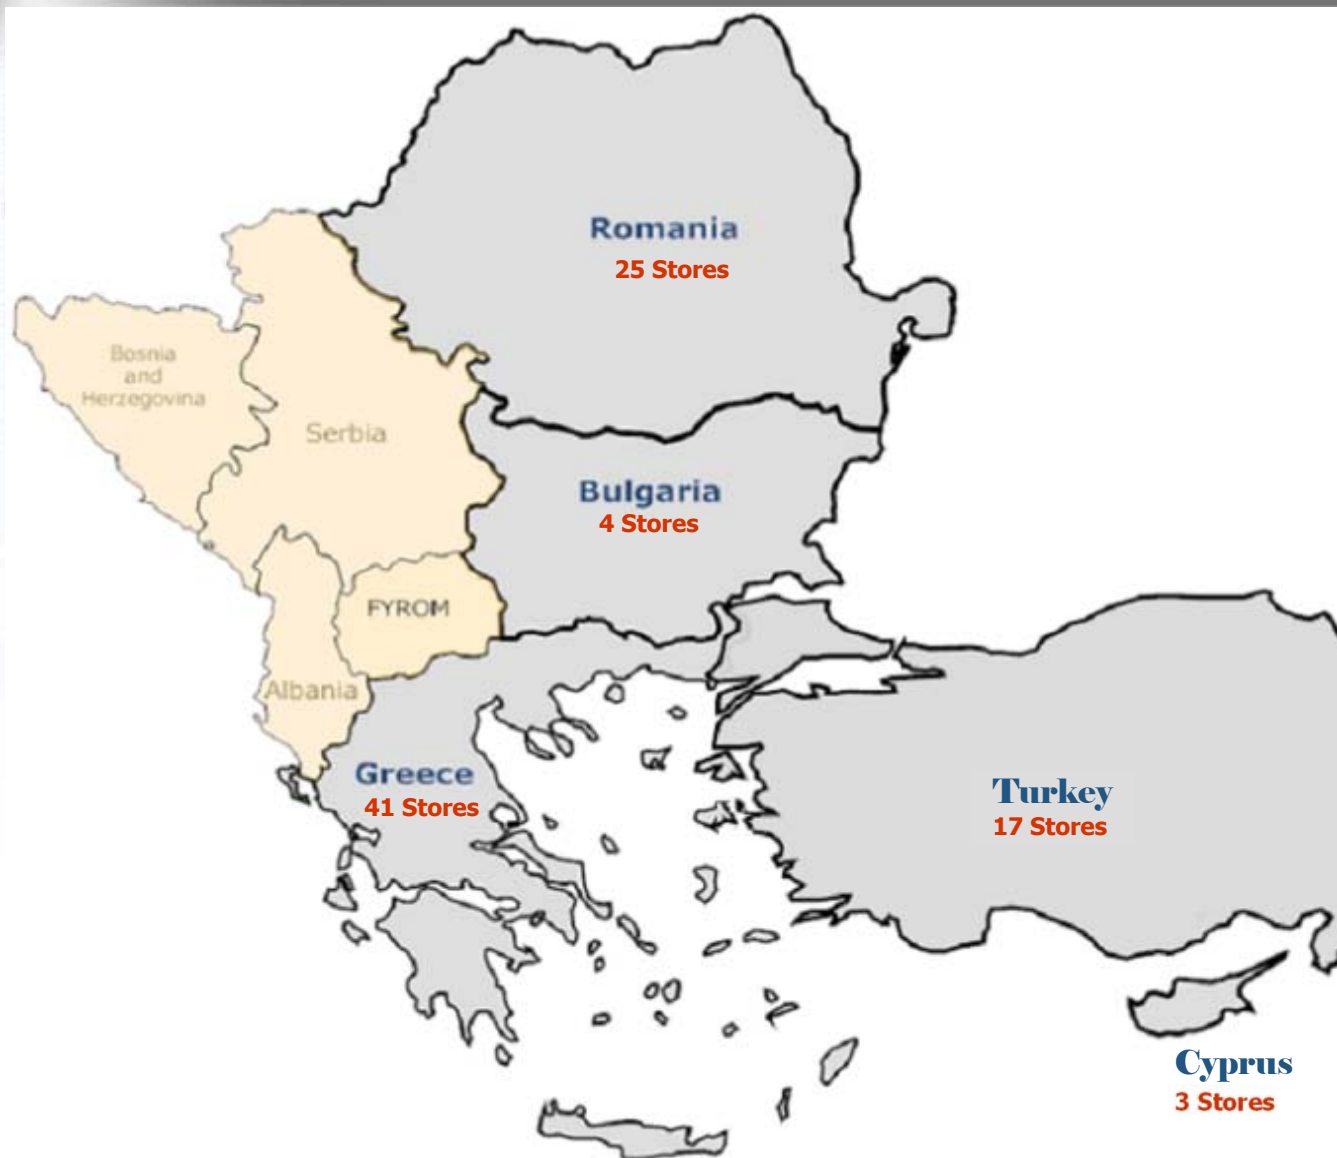 Romania
25 Stores
Bosnia
and
Herzegovina
Serbia
Bulgaria
4 Stores
FYROM
Albania
Greece
41 Stores
Turkey
17 Stores
Cyprus
3 Stores